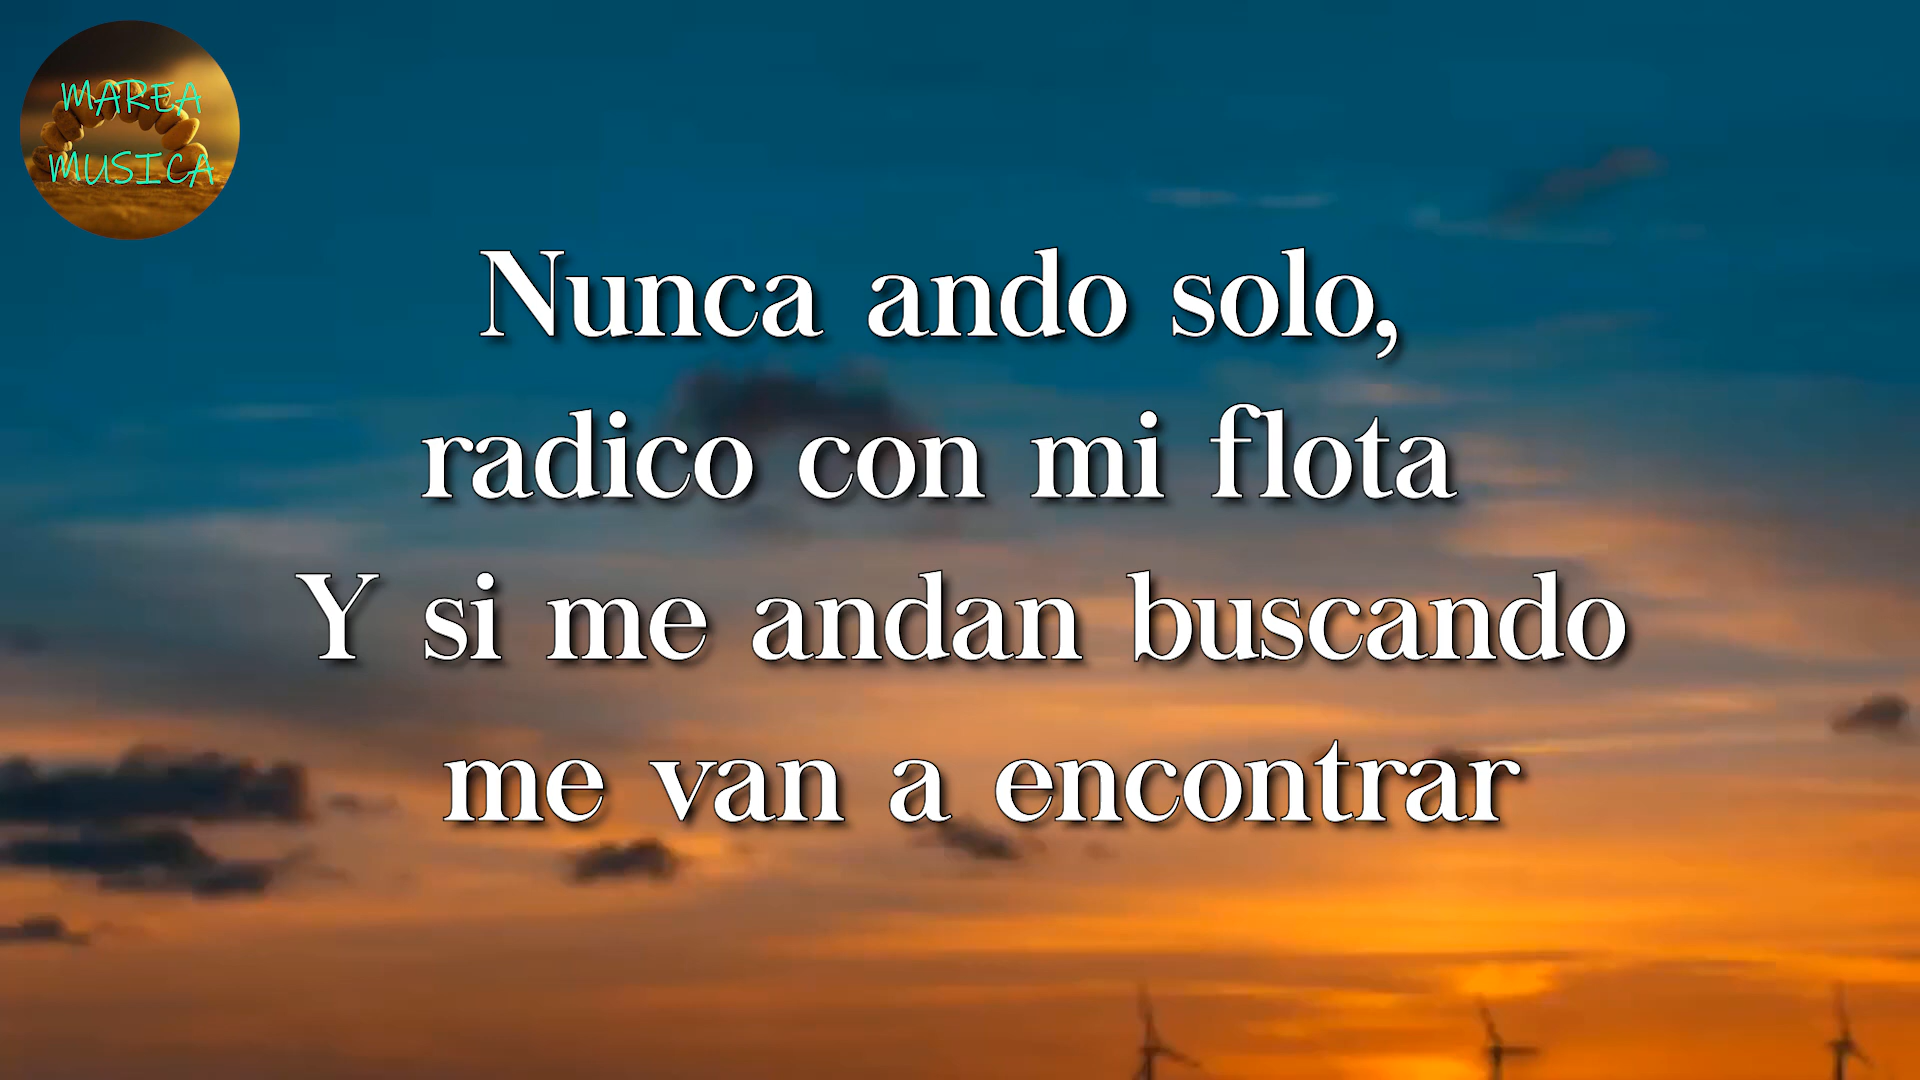 MAREA
MUSICA
Nunca ando solo,
radico con mi flota
Y si me andan buscando
me van a encontrar